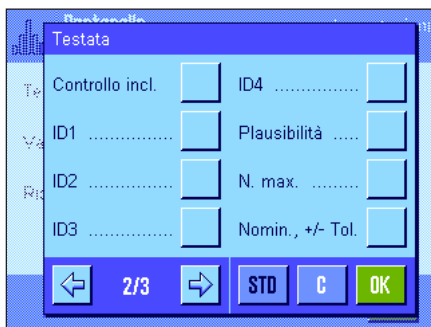 Testata
Controllo incl.
ID1 ...............
ID2 ...............
ID3 ...............
ID4 ...............
Plausibilità .....
N. max. .........
Nomin., +/- Tol.
2/3
STD
C
OK